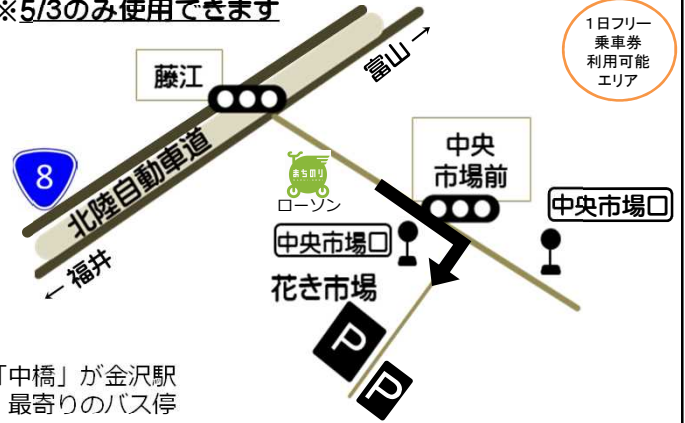 ※5/3のみ使用できます
1日フリー
乗車券
利用可能
エリア
富山→
藤江
8
北陸自動車道
←福井
まちのり
ローソン
中央
市場前
中央市場口
中央市場口
花き市場
P
P
「中橋」が金沢駅
最寄りのバス停